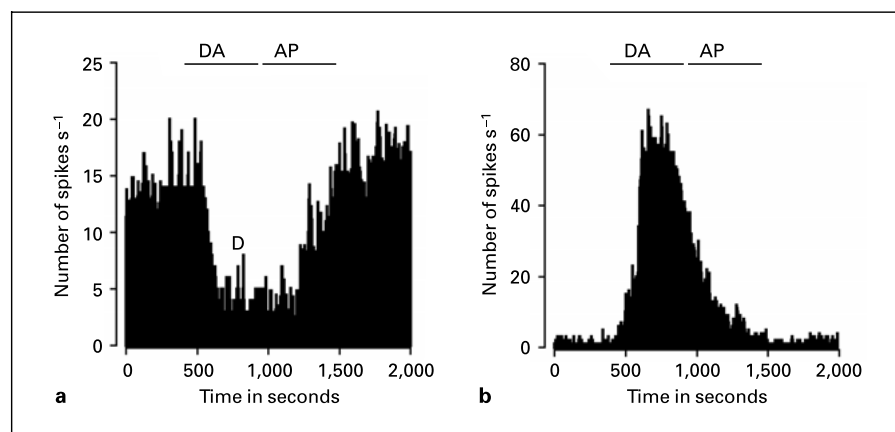 DA AP
25
20
15
10
5
0
Number of spikes s⁻¹
D
0 500 1,000 1,500 2,000
Time in seconds
a
DA AP
80
60
40
20
0
Number of spikes s⁻¹
0 500 1,000 1,500 2,000
Time in seconds
b